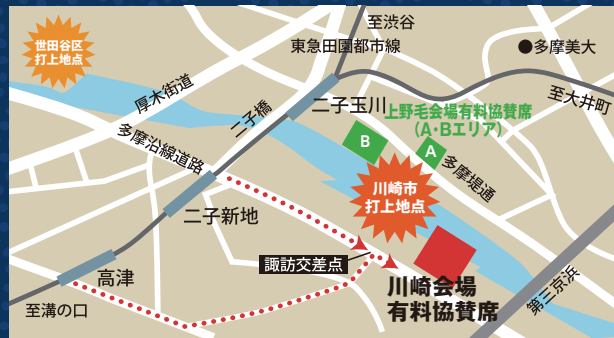 至渋谷
世田谷区
打上地点
東急田園都市線
●多摩美大
厚木街道
至大井町
二子橋
二子玉川
上野毛会場有料協賛席
（A・Bエリア）
多摩沿線道路
B
A
多摩堤通
川崎市
打上地点
二子新地
諏訪交差点
高津
川崎会場
有料協賛席
第三京浜
至溝の口